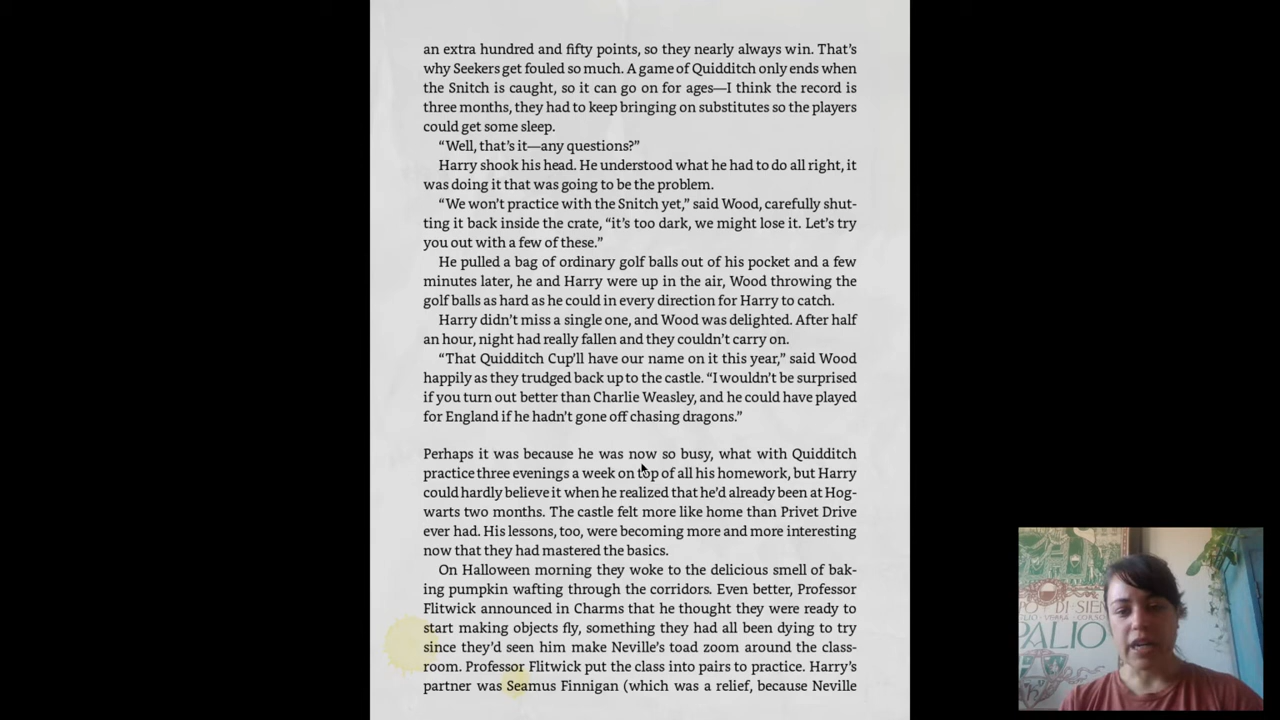 an extra hundred and fifty points, so they nearly always win. That's
why Seekers get fouled so much. A game of Quidditch only ends when
the Snitch is caught, so it can go on for ages—I think the record is
three months, they had to keep bringing on substitutes so the players
could get some sleep.
“Well, that's it—any questions?”
Harry shook his head. He understood what he had to do all right, it
was doing it that was going to be the problem.
“We won't practice with the Snitch yet,” said Wood, carefully shut-
ting it back inside the crate, “it's too dark, we might lose it. Let's try
you out with a few of these.”
He pulled a bag of ordinary golf balls out of his pocket and a few
minutes later, he and Harry were up in the air, Wood throwing the
golf balls as hard as he could in every direction for Harry to catch.
Harry didn't miss a single one, and Wood was delighted. After half
an hour, night had really fallen and they couldn't carry on.
“That Quidditch Cup'll have our name on it this year,” said Wood
happily as they trudged back up to the castle. “I wouldn't be surprised
if you turn out better than Charlie Weasley, and he could have played
for England if he hadn't gone off chasing dragons.”
Perhaps it was because he was now so busy, what with Quidditch
practice three evenings a week on top of all his homework, but Harry
could hardly believe it when he realized that he'd already been at Hog-
warts two months. The castle felt more like home than Privet Drive
ever had. His lessons, too, were becoming more and more interesting
now that they had mastered the basics.
On Halloween morning they woke to the delicious smell of bak-
ing pumpkin wafting through the corridors. Even better, Professor
Flitwick announced in Charms that he thought they were ready to
start making objects fly, something they had all been dying to try
since they'd seen him make Neville's toad zoom around the class-
room. Professor Flitwick put the class into pairs to practice. Harry's
partner was Seamus Finnigan (which was a relief, because Neville
DI SIEN
PALIO